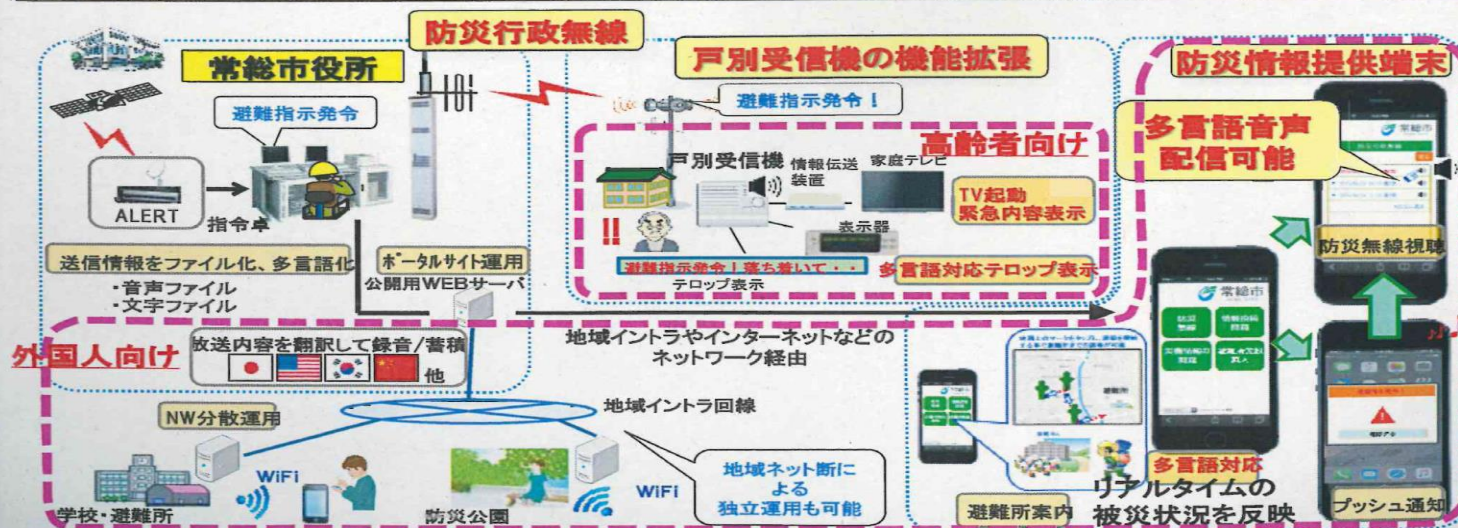 防災行政無線
常総市役所
避難指示発令
ALERT
指令卓
送信情報をファイル化、多言語化
・音声ファイル
・文字ファイル
ポータルサイト運用
公開用WEBサーバ
戸別受信機の機能拡張
避難指示発令！
高齢者向け
戸別受信機
情報伝送
装置
家庭テレビ
TV起動
緊急内容表示
表示器
!!
避難指示発令！落ち着いて・・
テロップ表示
多言語対応テロップ表示
防災情報提供端末
多言語音声
配信可能
常総市
防災無線視聴
地域イントラやインターネットなどの
ネットワーク経由
外国人向け
放送内容を翻訳して録音/蓄積
他
NW分散運用
地域イントラ回線
学校・避難所
WiFi
防災公園
WiFi
地域ネット断に
よる
独立運用も可能
避難所
避難所案内
常総市
防災
無線
多言語対応
リアルタイムの
被災状況を反映
プッシュ通知